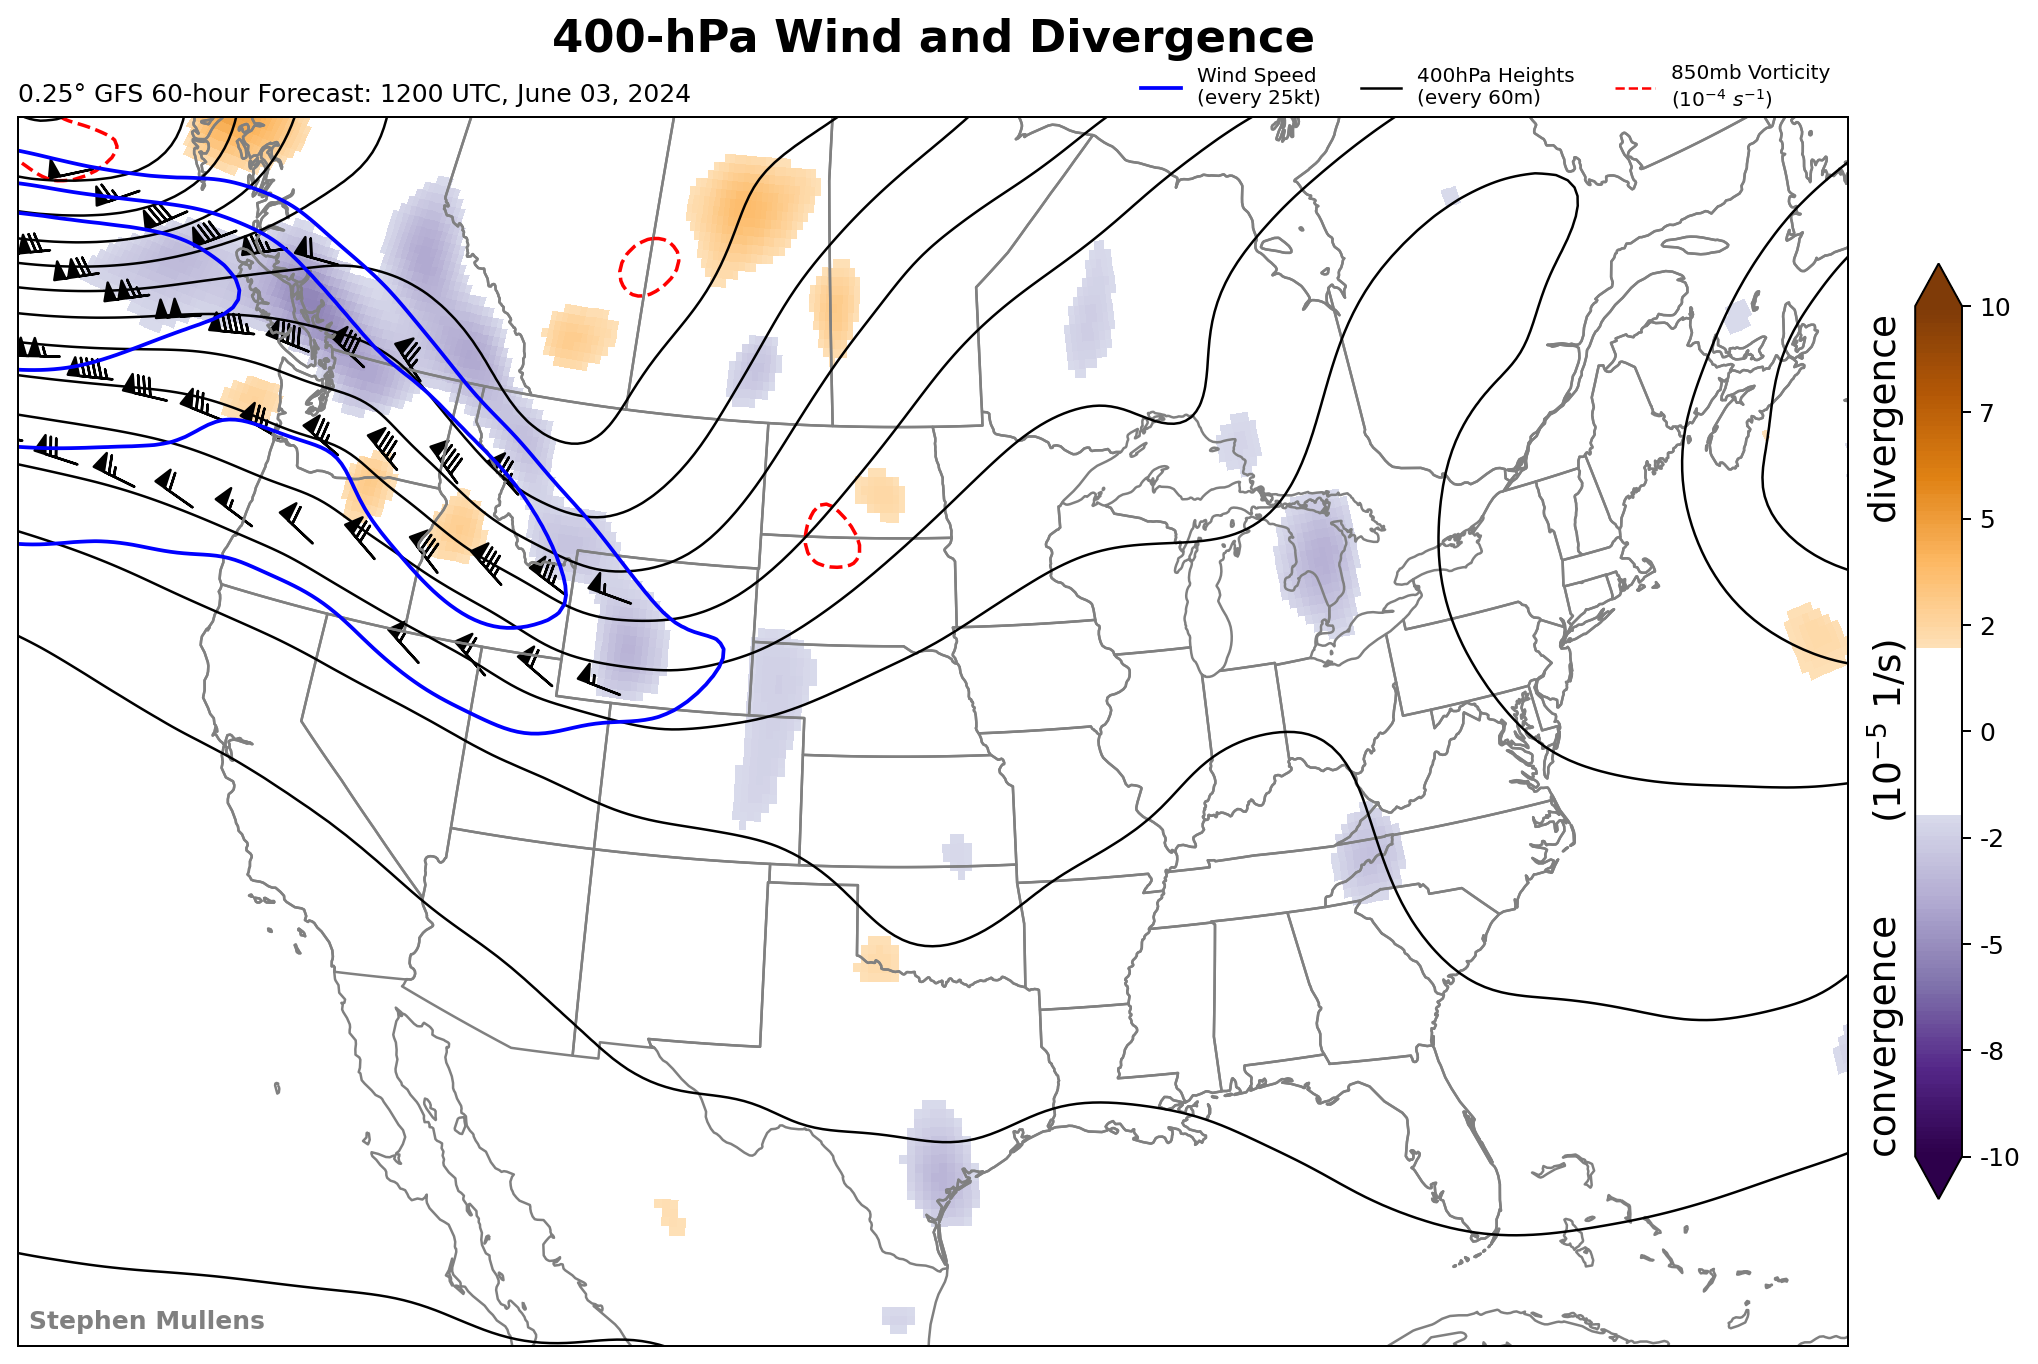 400-hPa Wind and Divergence
0.25° GFS 60-hour Forecast: 1200 UTC, June 03, 2024
Wind Speed
(every 25kt)
400hPa Heights
(every 60m)
850mb Vorticity
(10⁻⁴ s⁻¹)
10
7
5
2
0
-2
-5
-8
-10
convergence (10⁻⁵ 1/s) divergence
Stephen Mullens